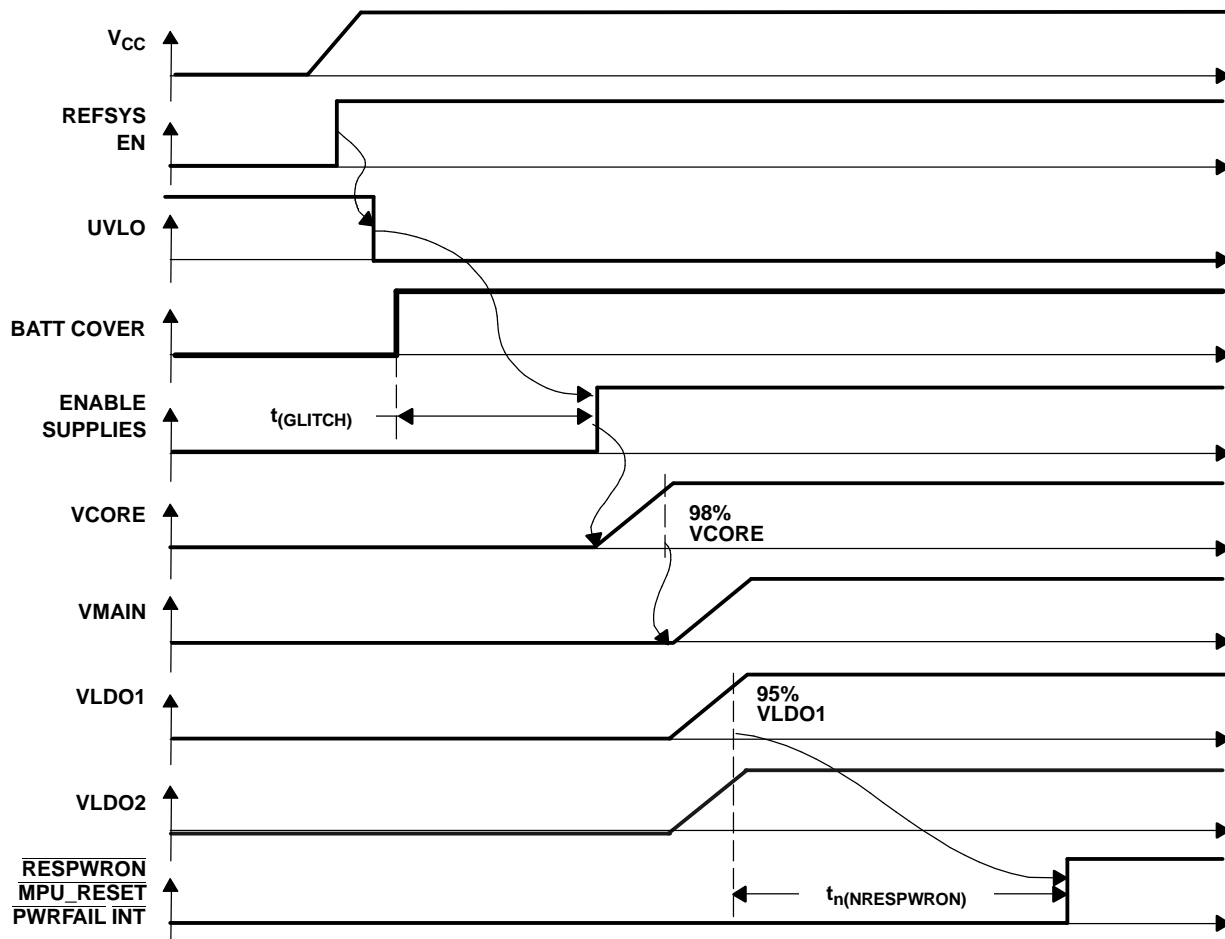 VCC
REFSYS
EN
UVLO
BATT COVER
ENABLE
SUPPLIES
t(GLITCH)
VCORE
98%
VCORE
VMAIN
VLDO1
95%
VLDO1
VLDO2
RESPWRON
MPU_RESET
PWRFAIL INT
tn(NRESPWRON)